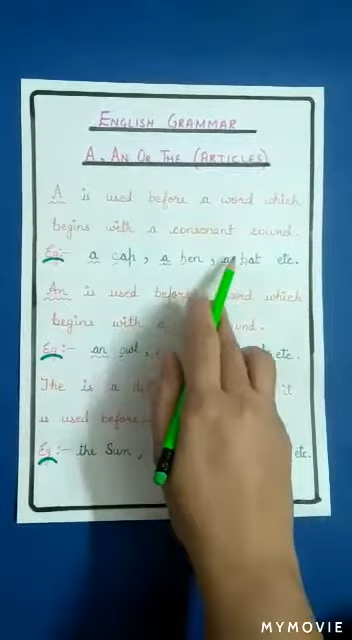 ENGLISH GRAMMAR
A, AN OR THE (ARTICLES)
A is used before a word which
begins with a consonant sound.
Eg:- a cap, a hen, a bat etc.
An is used before which
begins with a
Eg:- an owl, etc.
The is a it
is used before
Eg:- the Sun, etc.
MYMOVIE